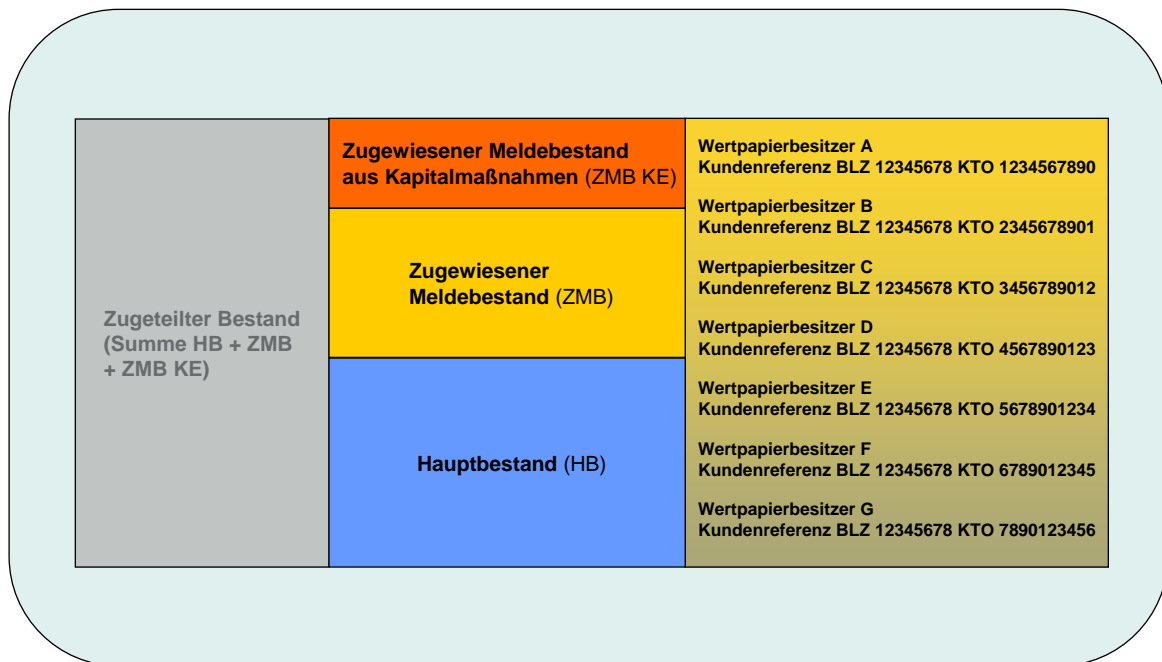 Zugeteilter Bestand
(Summe HB + ZMB
+ ZMB KE)
Zugewiesener Meldebestand
aus Kapitalmaßnahmen (ZMB KE)
Zugewiesener
Meldebestand (ZMB)
Hauptbestand (HB)
Wertpapierbesitzer A
Kundenreferenz BLZ 12345678 KTO 1234567890
Wertpapierbesitzer B
Kundenreferenz BLZ 12345678 KTO 2345678901
Wertpapierbesitzer C
Kundenreferenz BLZ 12345678 KTO 3456789012
Wertpapierbesitzer D
Kundenreferenz BLZ 12345678 KTO 4567890123
Wertpapierbesitzer E
Kundenreferenz BLZ 12345678 KTO 5678901234
Wertpapierbesitzer F
Kundenreferenz BLZ 12345678 KTO 6789012345
Wertpapierbesitzer G
Kundenreferenz BLZ 12345678 KTO 7890123456